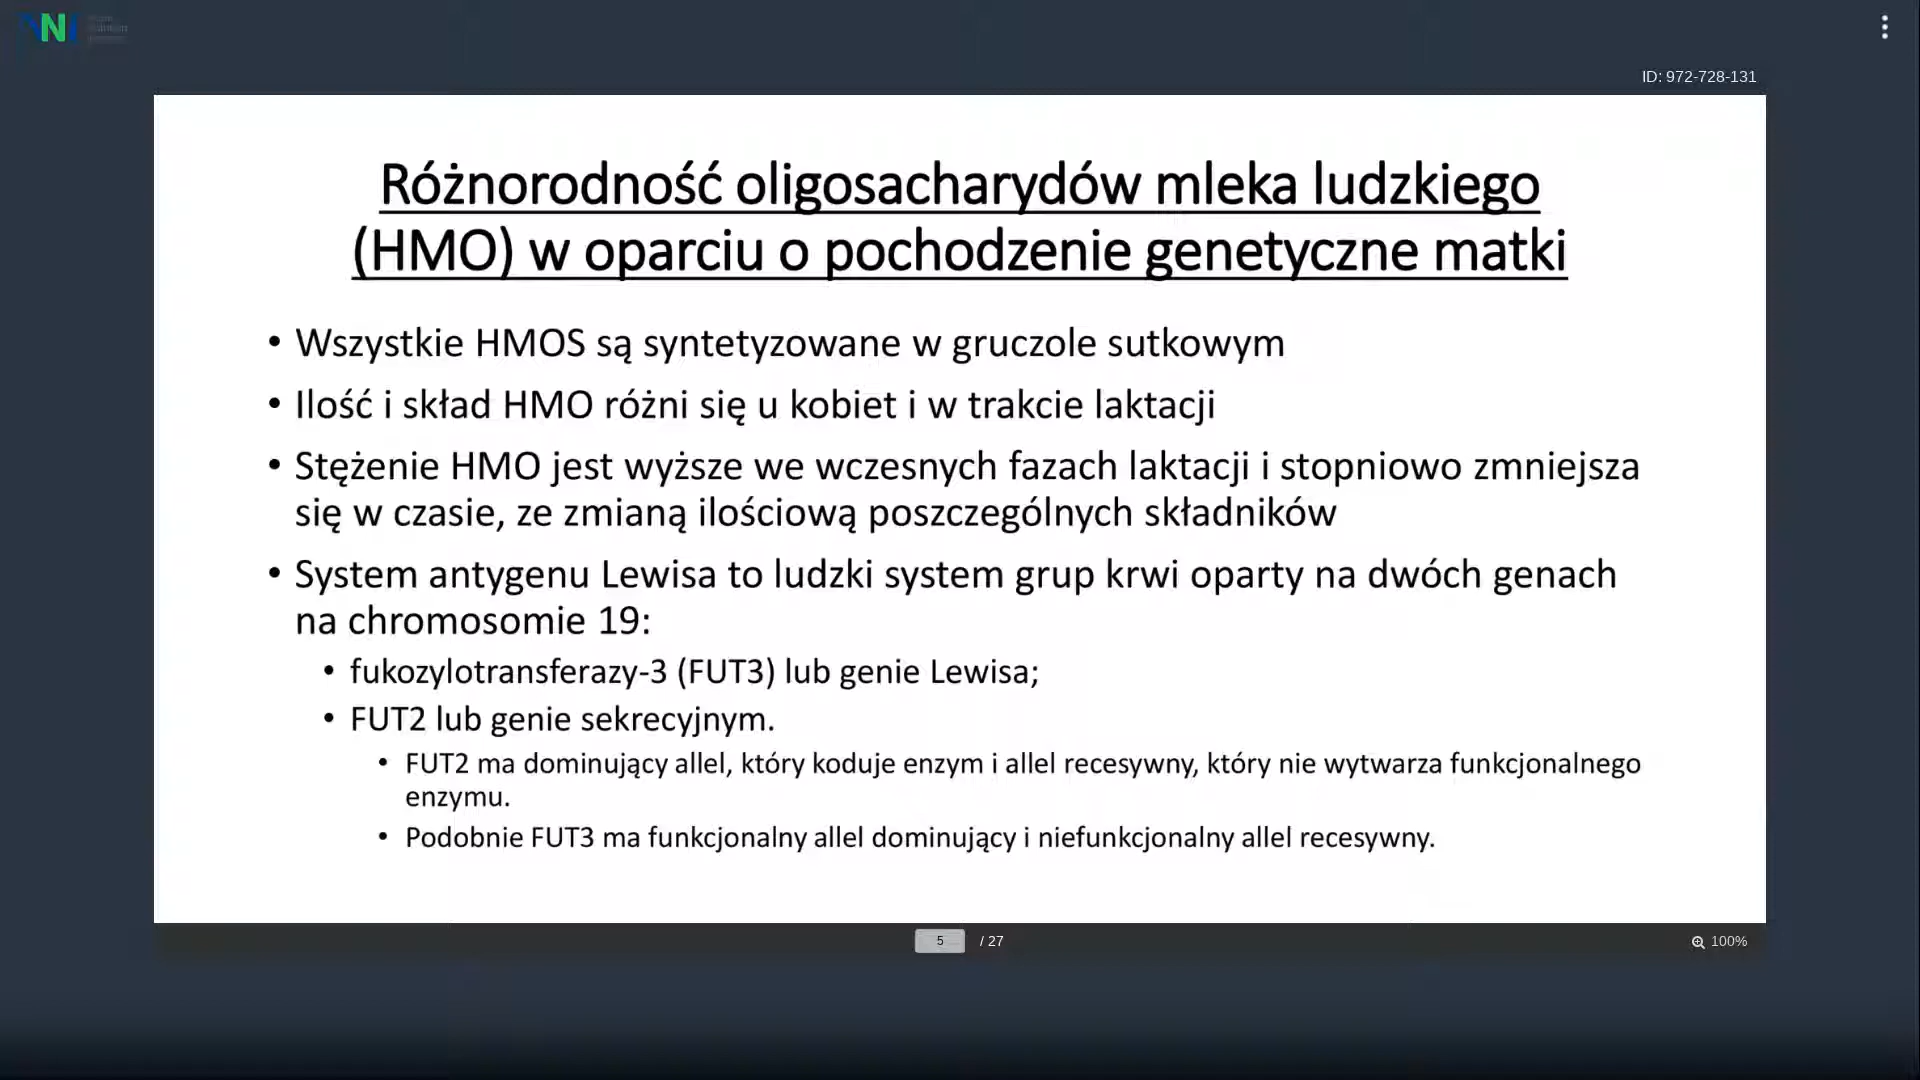 ID: 972-728-131
Różnorodność oligosacharydów mleka ludzkiego
(HMO) w oparciu o pochodzenie genetyczne matki
• Wszystkie HMOS są syntetyzowane w gruczole sutkowym
• Ilość i skład HMO różni się u kobiet i w trakcie laktacji
• Stężenie HMO jest wyższe we wczesnych fazach laktacji i stopniowo zmniejsza
się w czasie, ze zmianą ilościową poszczególnych składników
• System antygenu Lewisa to ludzki system grup krwi oparty na dwóch genach
na chromosomie 19:
• fukozylotransferazy-3 (FUT3) lub genie Lewisa;
• FUT2 lub genie sekrecyjnym.
• FUT2 ma dominujący allel, który koduje enzym i allel recesywny, który nie wytwarza funkcjonalnego
enzymu.
• Podobnie FUT3 ma funkcjonalny allel dominujący i niefunkcjonalny allel recesywny.
5 / 27
100%